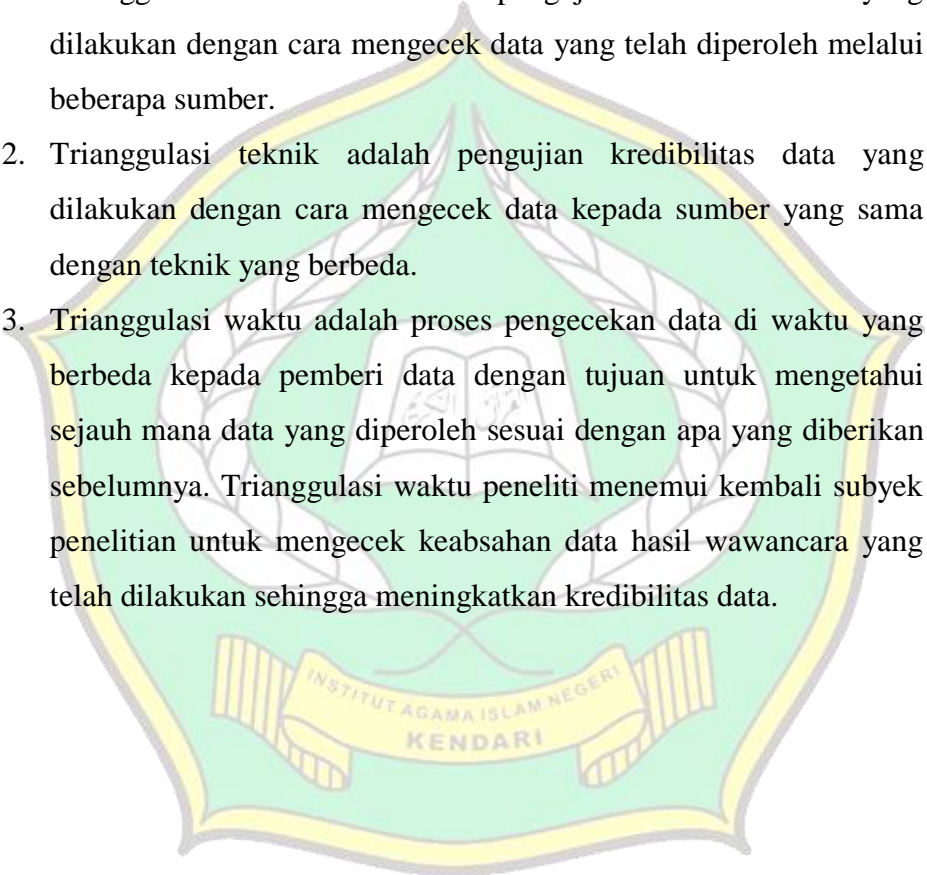 dilakukan dengan cara mengecek data yang telah diperoleh melalui
beberapa sumber.
2. Trianggulasi teknik adalah pengujian kredibilitas data yang
dilakukan dengan cara mengecek data kepada sumber yang sama
dengan teknik yang berbeda.
3. Trianggulasi waktu adalah proses pengecekan data di waktu yang
berbeda kepada pemberi data dengan tujuan untuk mengetahui
sejauh mana data yang diperoleh sesuai dengan apa yang diberikan
sebelumnya. Trianggulasi waktu peneliti menemui kembali subyek
penelitian untuk mengecek keabsahan data hasil wawancara yang
telah dilakukan sehingga meningkatkan kredibilitas data.
INSTITUT AGAMA ISLAM NEGERI
KENDARI